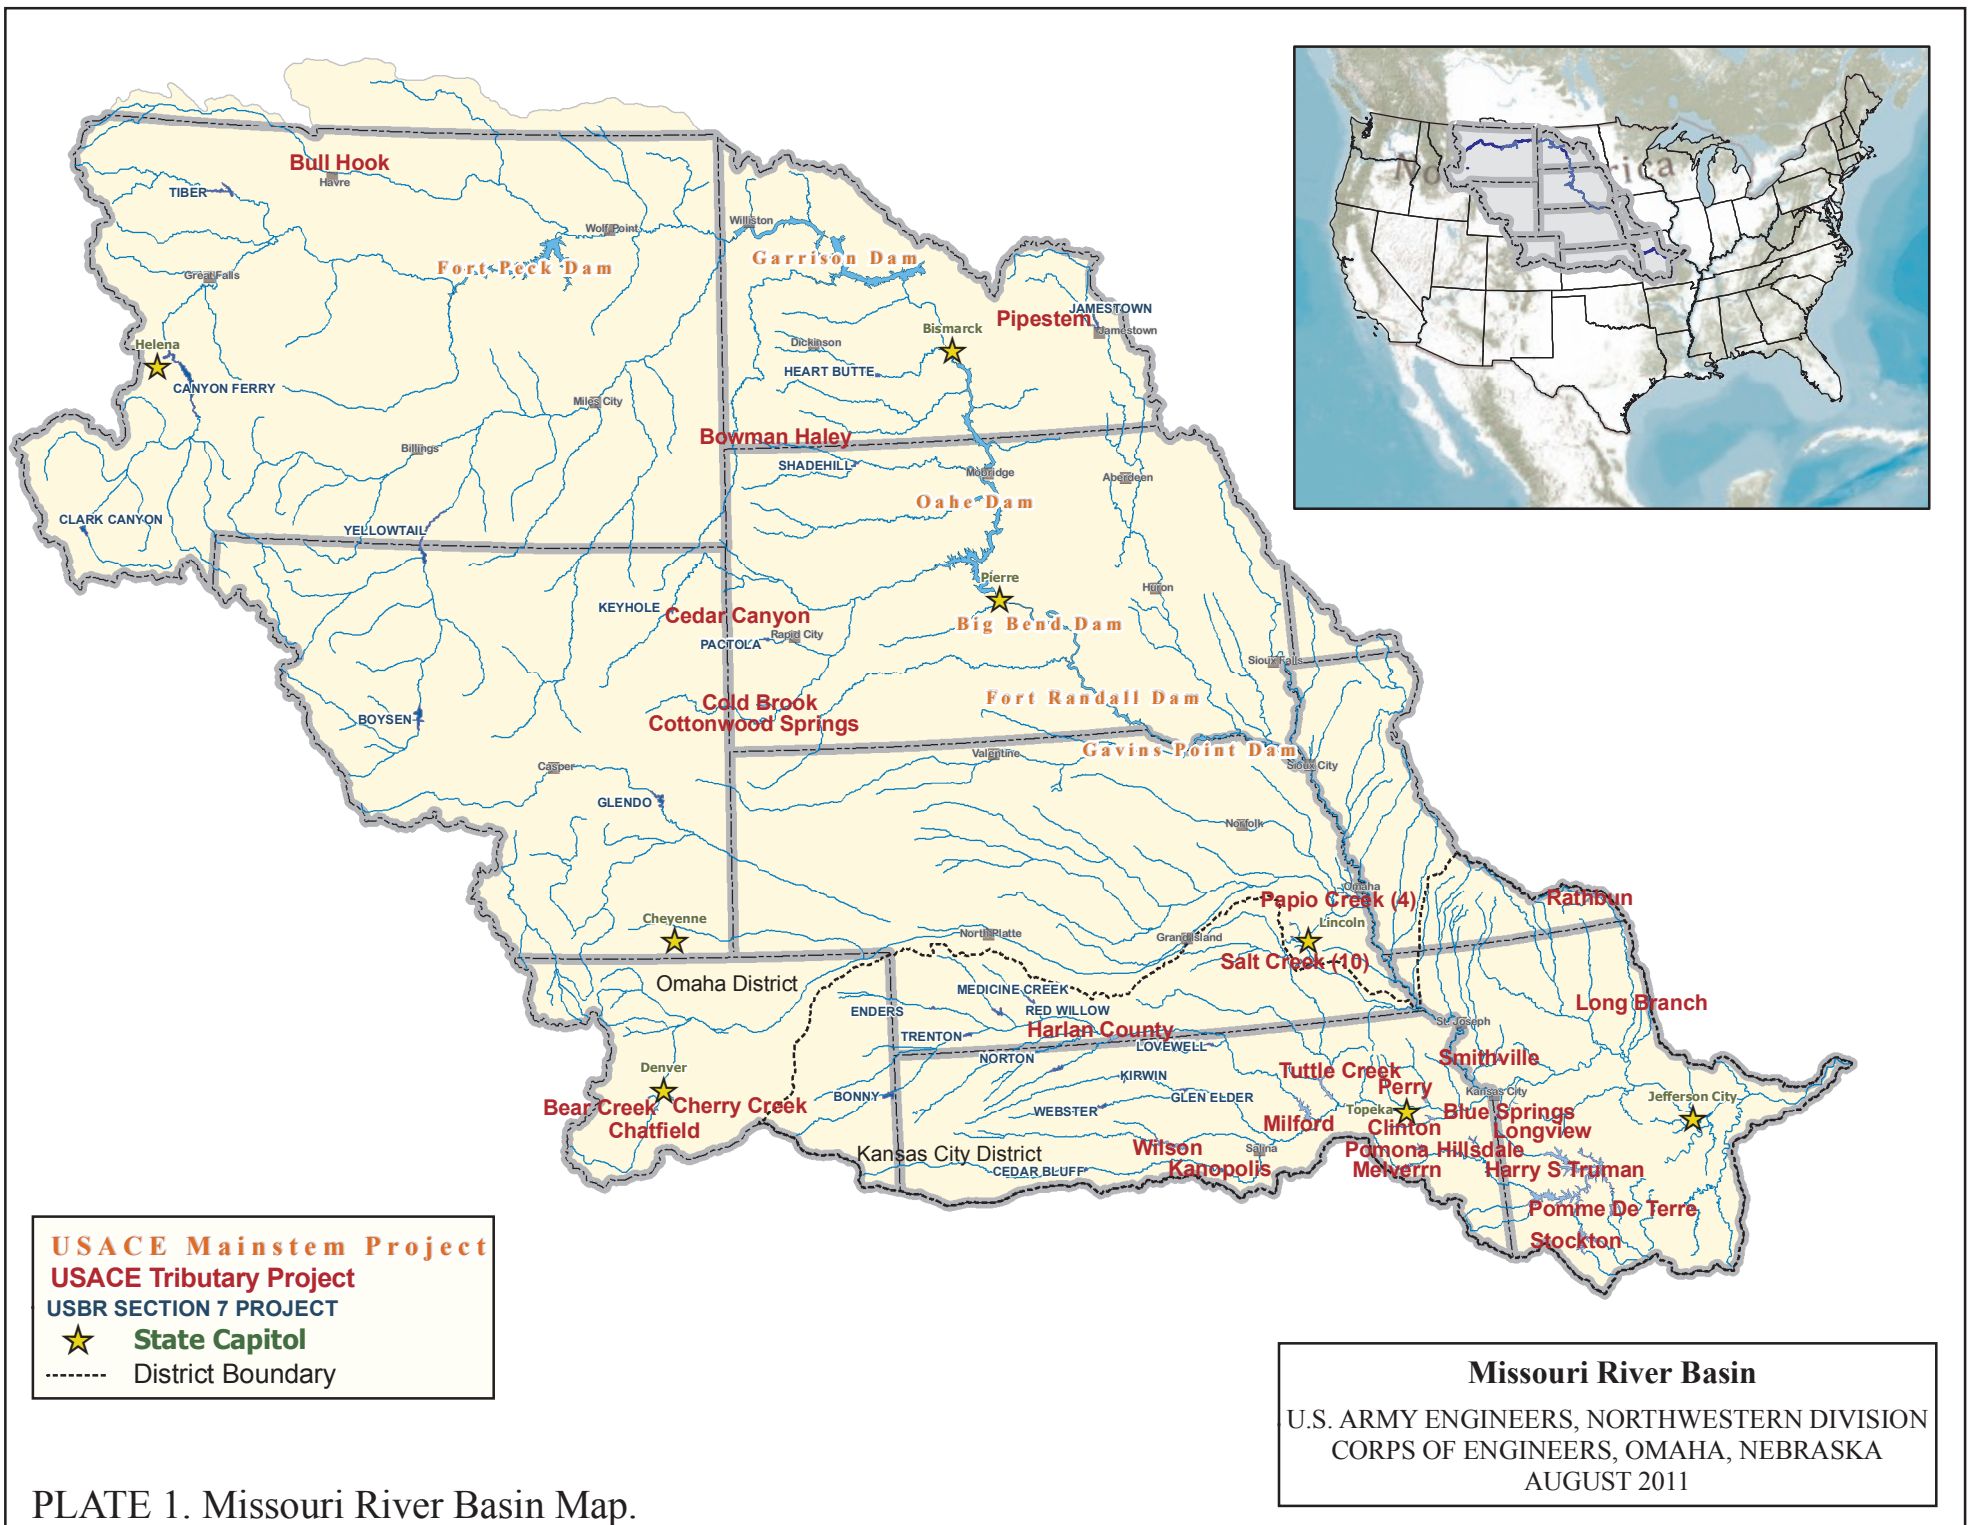 Bull Hook
Havre
TIBER
Williston
Wolf Point
Garrison Dam
Fort Peck Dam
Great Falls
JAMESTOWN
Pipestem
Jamestown
Bismarck
Helena
Dickinson
HEART BUTTE
CANYON FERRY
Miles City
Bowman Haley
Billings
SHADEHILL
Mobridge
Aberdeen
Oahe Dam
CLARK CANYON
YELLOWTAIL
Pierre
Huron
KEYHOLE
Cedar Canyon
Big Bend Dam
Rapid City
PACTOLA
Sioux Falls
Fort Randall Dam
Cold Brook
Cottonwood Springs
BOYSEN
Gavins Point Dam
Valentine
Sioux City
Casper
GLENDO
Norfolk
Omaha
Papio Creek (4)
Rathbun
Cheyenne
Lincoln
North Platte
Grand Island
Salt Creek (10)
Omaha District
MEDICINE CREEK
Long Branch
ENDERS
RED WILLOW
St. Joseph
Harlan County
TRENTON
LOVEWELL
NORTON
Smithville
Denver
Tuttle Creek
KIRWIN
Perry
Kansas City
BONNY
GLEN ELDER
Jefferson City
Bear Creek
Cherry Creek
WEBSTER
Topeka
Blue Springs
Chatfield
Milford
Clinton
Longview
Wilson
Salina
Pomona
Hillsdale
Kansas City District
CEDAR BLUFF
Kanopolis
Melverrn
Harry S Truman
Pomme De Terre
Stockton
No
rica
USACE Mainstem Project
USACE Tributary Project
USBR SECTION 7 PROJECT
State Capitol
District Boundary
Missouri River Basin
U.S. ARMY ENGINEERS, NORTHWESTERN DIVISION
CORPS OF ENGINEERS, OMAHA, NEBRASKA
AUGUST 2011
PLATE 1. Missouri River Basin Map.